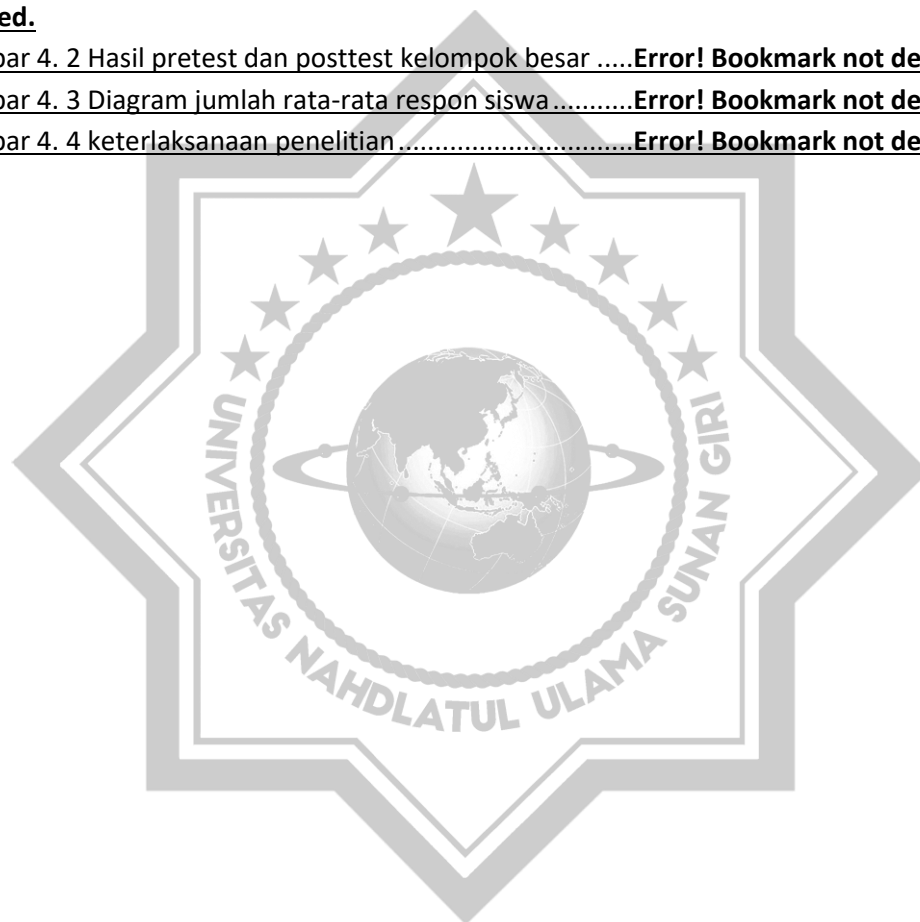 ed.
bar 4. 2 Hasil pretest dan posttest kelompok besar .....Error! Bookmark not de
bar 4. 3 Diagram jumlah rata-rata respon siswa...........Error! Bookmark not de
bar 4. 4 keterlaksanaan penelitian................................Error! Bookmark not de
UNIVERSITAS NAHDLATUL ULAMA SUNAN GIRI